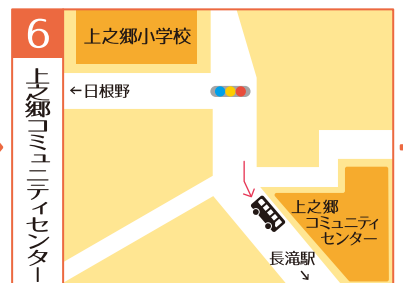 6
上之郷コミュニティセンター
上之郷小学校
←日根野
上之郷
コミュニティ
センター
長滝駅
↘